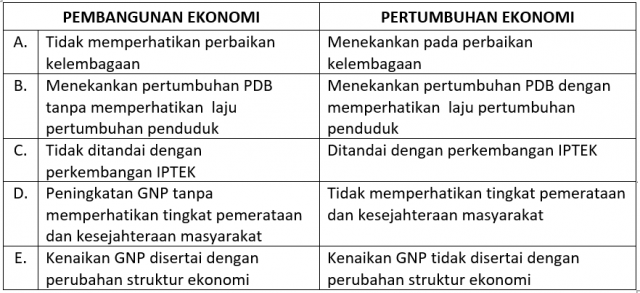 PEMBANGUNAN EKONOMI PERTUMBUHAN EKONOMI
A. Tidak memperhatikan perbaikan Menekankan pada perbaikan
kelembagaan kelembagaan
B. Menekankan pertumbuhan PDB Menekankan pertumbuhan PDB dengan
tanpa memperhatikan laju memperhatikan laju pertumbuhan
pertumbuhan penduduk penduduk
C. Tidak ditandai dengan Ditandai dengan perkembangan IPTEK
perkembangan IPTEK
D. Peningkatan GNP tanpa Tidak memperhatikan tingkat pemerataan
memperhatikan tingkat pemerataan dan kesejahteraan masyarakat
dan kesejahteraan masyarakat
E. Kenaikan GNP disertai dengan Kenaikan GNP tidak disertai dengan
perubahan struktur ekonomi perubahan struktur ekonomi